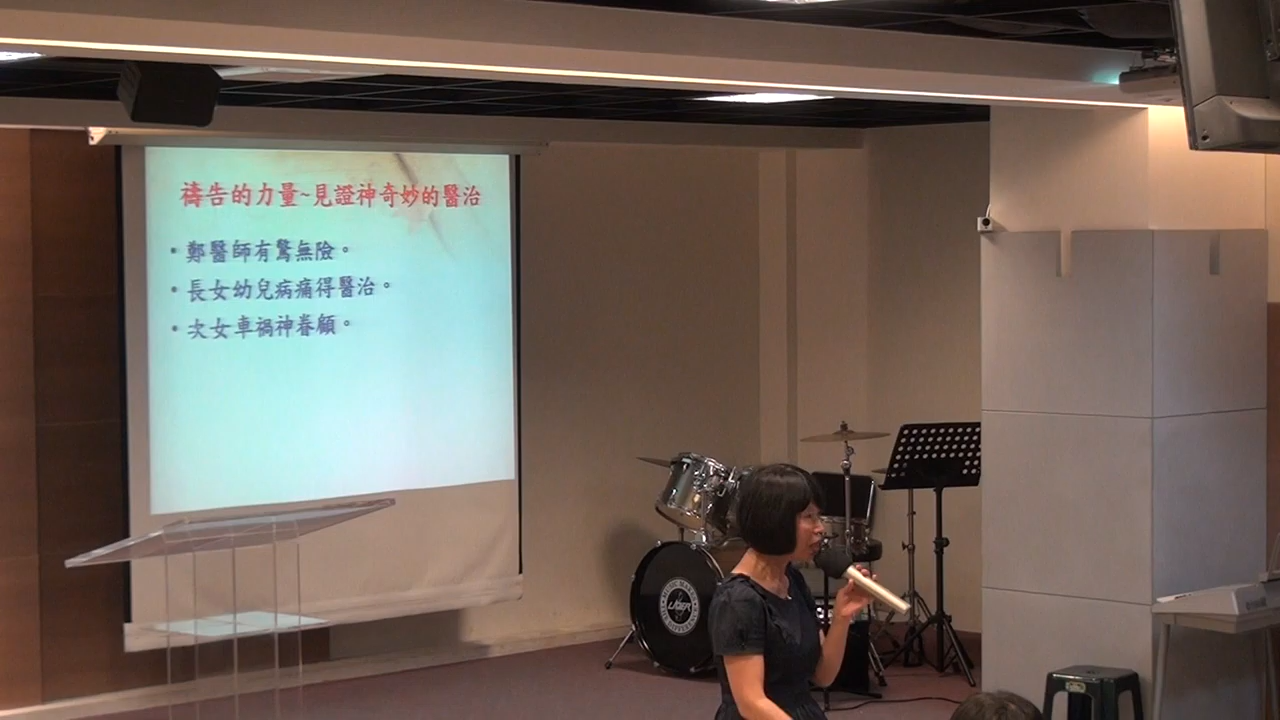 禱告的力量~見證神奇妙的醫治
• 鄭醫師有驚無險。
• 長女幼兒病痛得醫治。
• 次女車禍神眷顧。